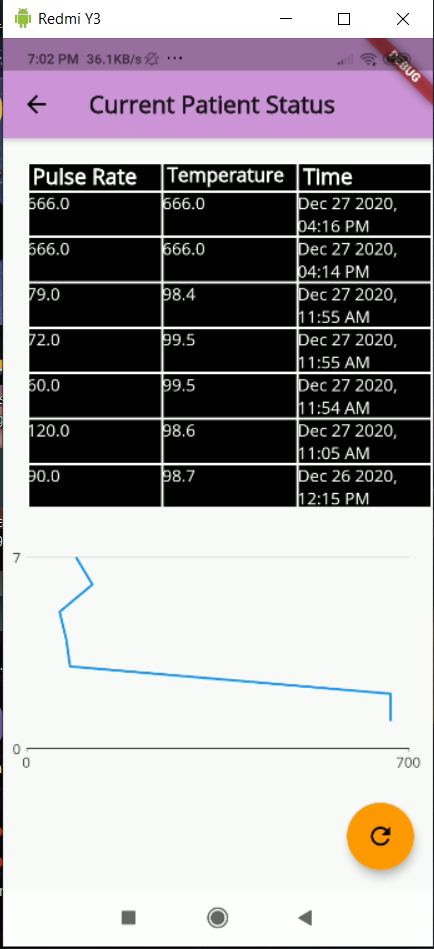 Redmi Y3
7:02 PM 36.1KB/s
DEBUG
Current Patient Status
Pulse Rate Temperature Time
666.0 666.0 Dec 27 2020,
04:16 PM
666.0 666.0 Dec 27 2020,
04:14 PM
79.0 98.4 Dec 27 2020,
11:55 AM
72.0 99.5 Dec 27 2020,
11:55 AM
60.0 99.5 Dec 27 2020,
11:54 AM
120.0 98.6 Dec 27 2020,
11:05 AM
90.0 98.7 Dec 26 2020,
12:15 PM
7
0
0 700